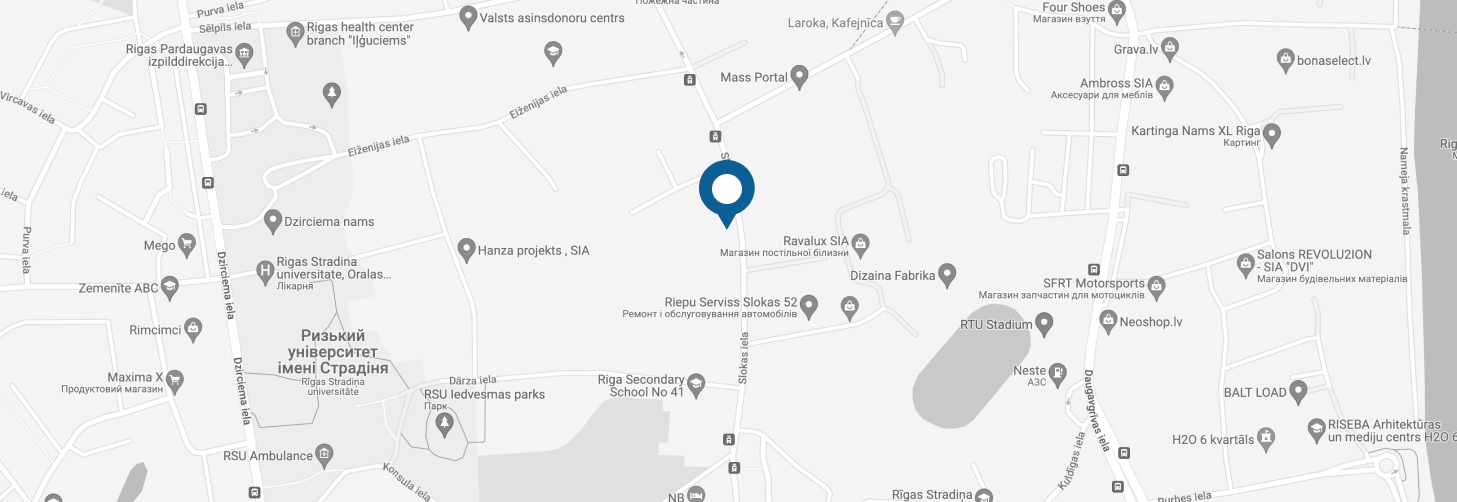 Purva iela
Sēlpils iela
Rigas health center
branch "Iļģuciems"
Valsts asinsdonoru centrs
Пожежна частина
Laroka, Kafejnīca
Four Shoes
Магазин взуття
Grava.lv
bonaselect.lv
Rigas Pardaugavas
izpilddirekcija...
Mass Portal
Ambross SIA
Аксесуари для меблів
Vircavas iela
Eiženijas iela
Eiženijas iela
Kartinga Nams XL Riga
Картинг
Nameja krastmala
Dzirciema nams
Purva iela
Mego
Dzirciema iela
Hanza projekts , SIA
Ravalux SIA
Магазин постільної білизни
Rigas Stradina
universitate, Oralas...
Лікарня
Dizaina Fabrika
Salons REVOLU2ION
- SIA "DVI"
Магазин будівельних матеріалів
Zemenīte ABC
SFRT Motorsports
Магазин запчастин для мотоциклів
Riepu Serviss Slokas 52
Ремонт і обслуговування автомобілів
Rimcimci
RTU Stadium
Neoshop.lv
Ризький
університет
імені Страдіня
Rīgas Stradiņa
universitāte
Slokas iela
Maxima X
Продуктовий магазин
Dzirciema iela
Dārza iela
Riga Secondary
School No 41
Neste
АЗС
RSU Iedvesmas parks
Парк
Daugavgrīvas iela
BALT LOAD
RISEBA Arhitektūras
un mediju centrs H2O 6
H2O 6 kvartāls
RSU Ambulance
Konsula iela
Kuldīgas iela
NB
Rīgas Stradiņa
Durbes iela